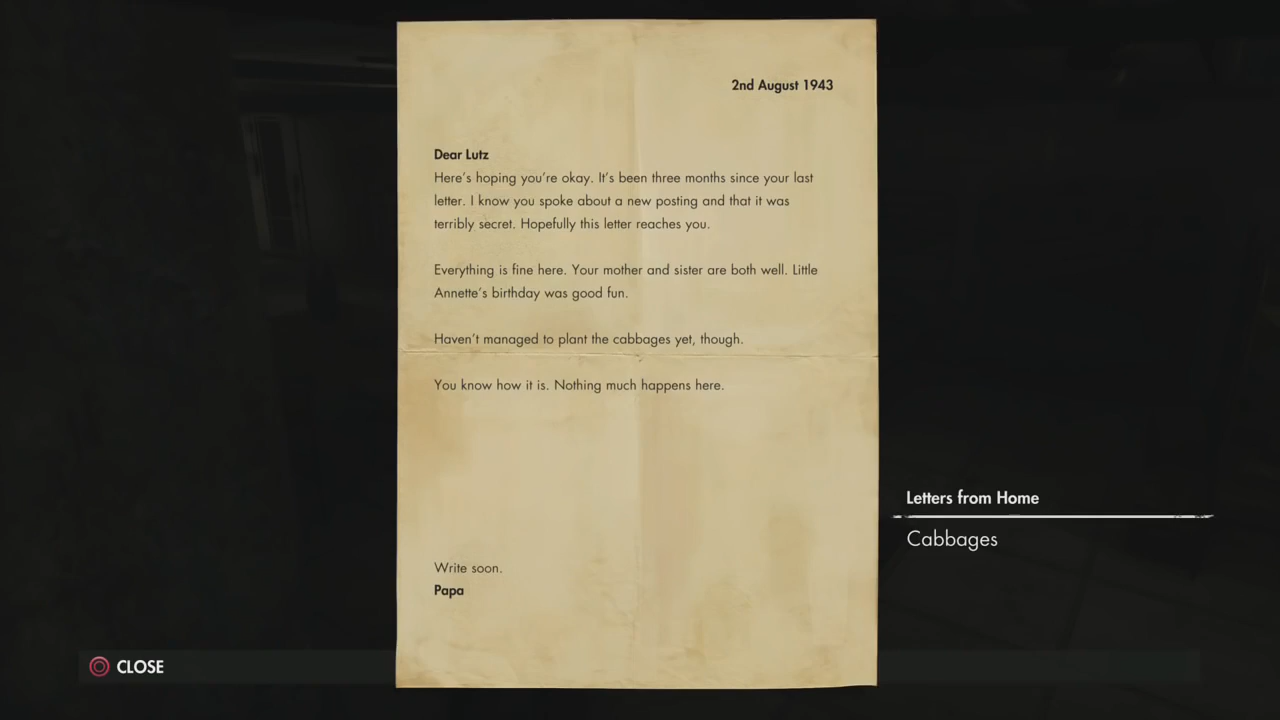 2nd August 1943
Dear Lutz
Here's hoping you're okay. It's been three months since your last
letter. I know you spoke about a new posting and that it was
terribly secret. Hopefully this letter reaches you.
Everything is fine here. Your mother and sister are both well. Little
Annette's birthday was good fun.
Haven't managed to plant the cabbages yet, though.
You know how it is. Nothing much happens here.
Write soon.
Papa
Letters from Home
Cabbages
CLOSE